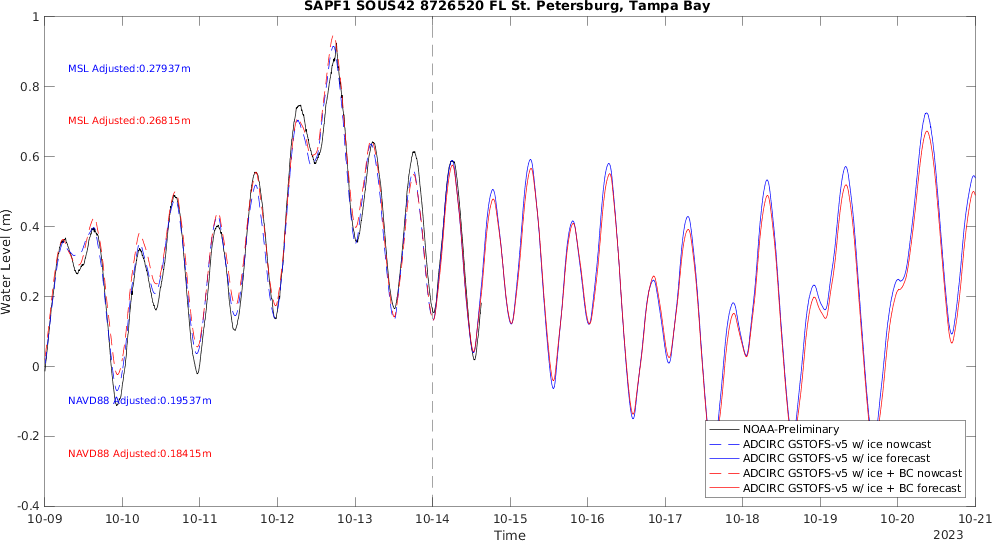 SAPF1 SOUS42 8726520 FL St. Petersburg, Tampa Bay
1
0.8
0.6
0.4
0.2
0
-0.2
-0.4
Water Level (m)
MSL Adjusted:0.27937m
MSL Adjusted:0.26815m
NAVD88 Adjusted:0.19537m
NAVD88 Adjusted:0.18415m
NOAA-Preliminary
ADCIRC GSTOFS-v5 w/ ice nowcast
ADCIRC GSTOFS-v5 w/ ice forecast
ADCIRC GSTOFS-v5 w/ ice + BC nowcast
ADCIRC GSTOFS-v5 w/ ice + BC forecast
10-09 10-10 10-11 10-12 10-13 10-14 10-15 10-16 10-17 10-18 10-19 10-20 10-21
Time 2023